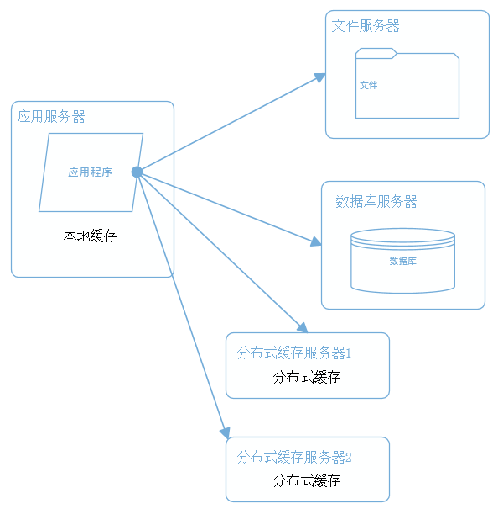 文件服务器
文件
应用服务器
应用程序
本地缓存
数据库服务器
数据库
分布式缓存服务器1
分布式缓存
分布式缓存服务器2
分布式缓存